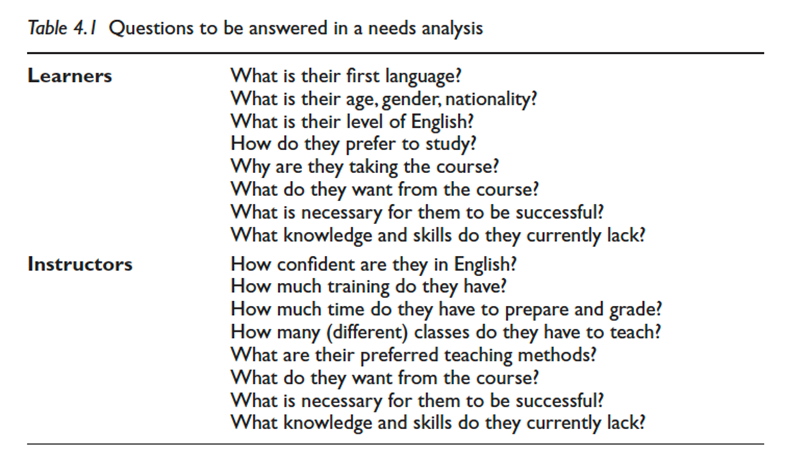 Table 4.1 Questions to be answered in a needs analysis
Learners What is their first language?
What is their age, gender, nationality?
What is their level of English?
How do they prefer to study?
Why are they taking the course?
What do they want from the course?
What is necessary for them to be successful?
What knowledge and skills do they currently lack?
Instructors How confident are they in English?
How much training do they have?
How much time do they have to prepare and grade?
How many (different) classes do they have to teach?
What are their preferred teaching methods?
What do they want from the course?
What is necessary for them to be successful?
What knowledge and skills do they currently lack?